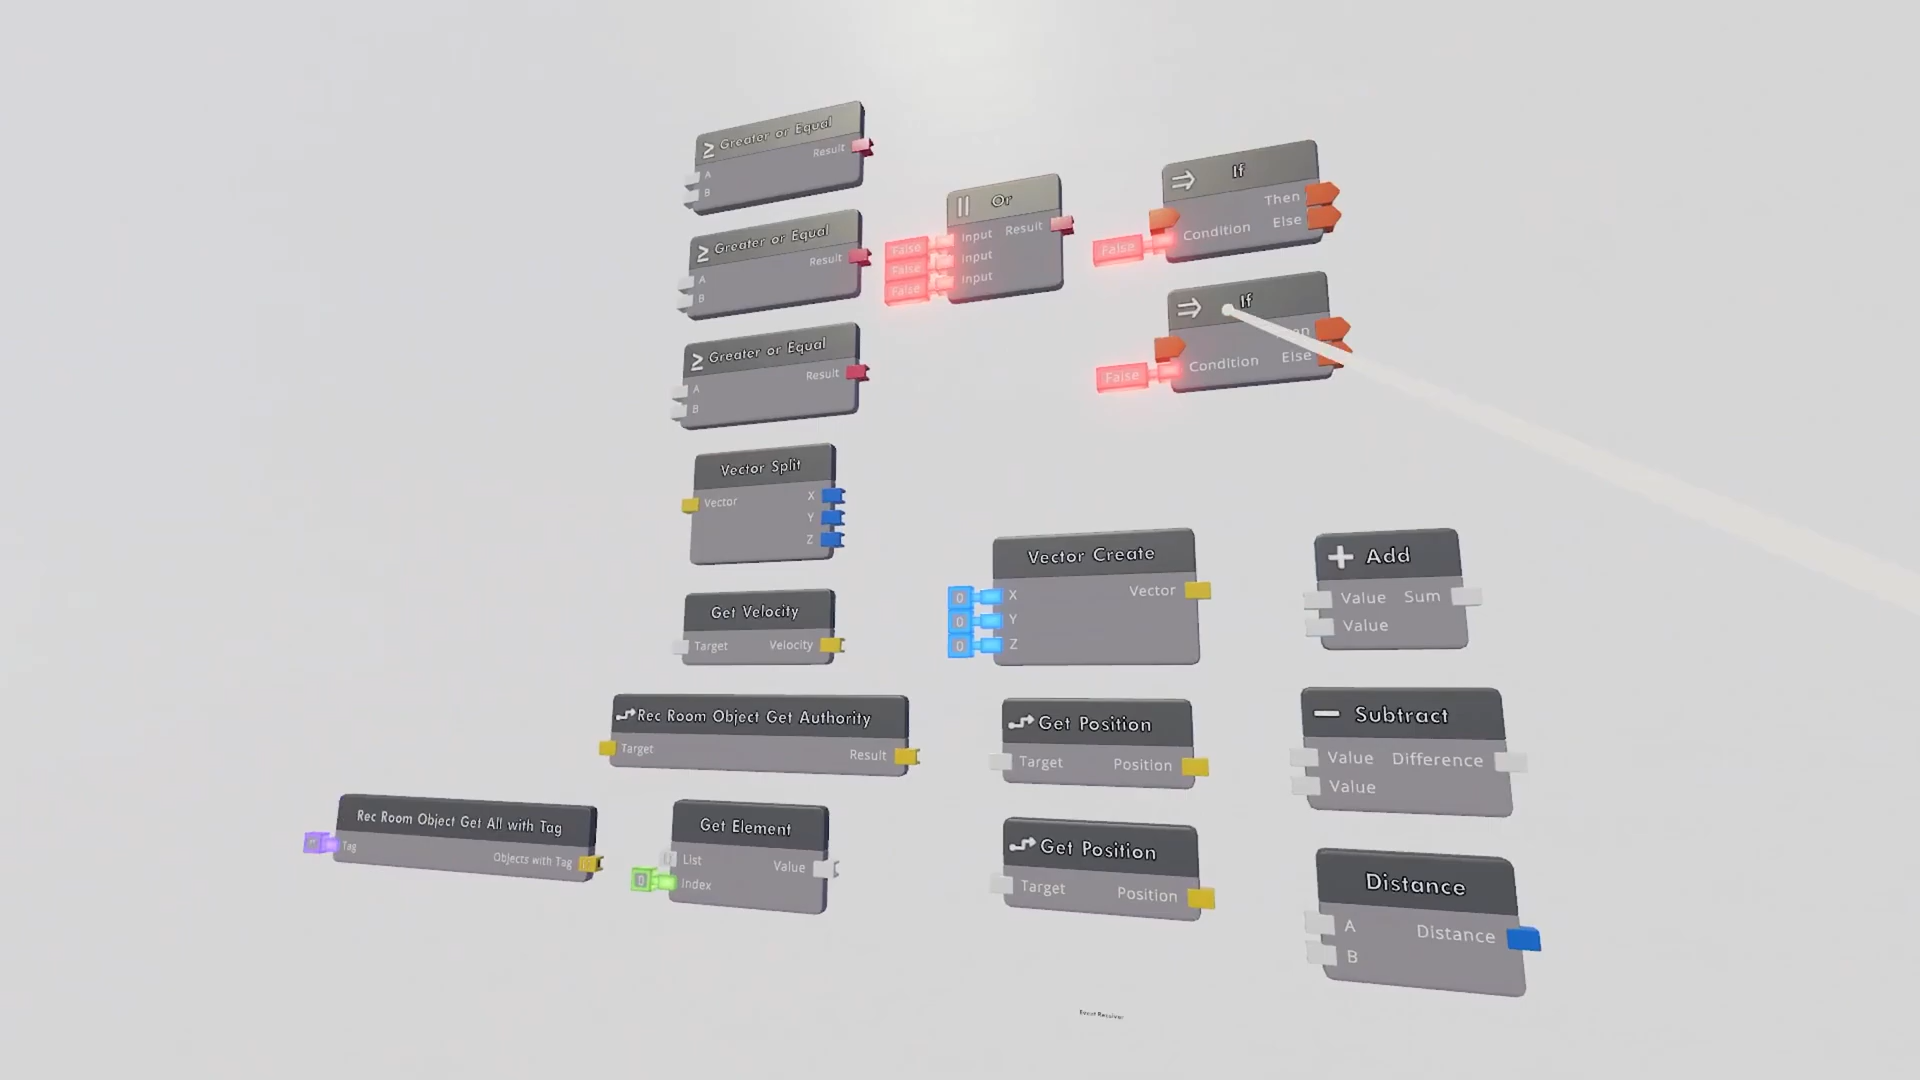 Greater or Equal
Result
A
B
Greater or Equal
Result
A
B
Greater or Equal
Result
A
B
|| Or
False Input Result
False Input
False Input
If
Then
Else
False Condition
If
Else
False Condition
Vector Split
Vector X
Y
Z
Get Velocity
Target Velocity
Vector Create
0 X Vector
0 Y
0 Z
Add
Value Sum
Value
Rec Room Object Get Authority
Target Result
Get Position
Target Position
Subtract
Value Difference
Value
Rec Room Object Get All with Tag
Tag
Objects with Tag
Get Element
List Value
0 Index
Get Position
Target Position
Distance
A Distance
B
Event Receiver